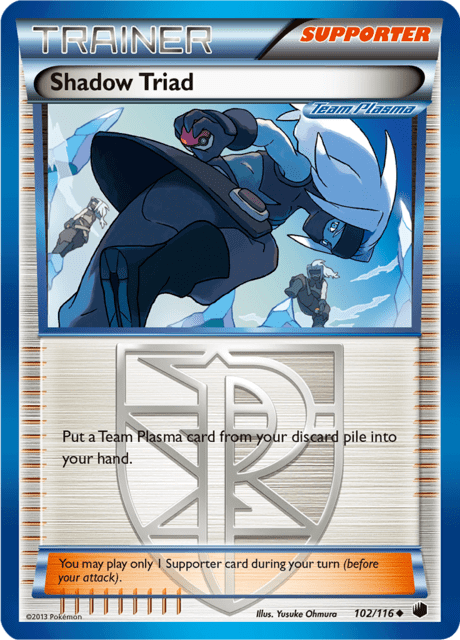 TRAINER SUPPORTER
Shadow Triad
Team Plasma
Put a Team Plasma card from your discard pile into
your hand.
You may play only 1 Supporter card during your turn (before
your attack).
©2013 Pokémon Illus. Yusuke Ohmura 102/116 ◆